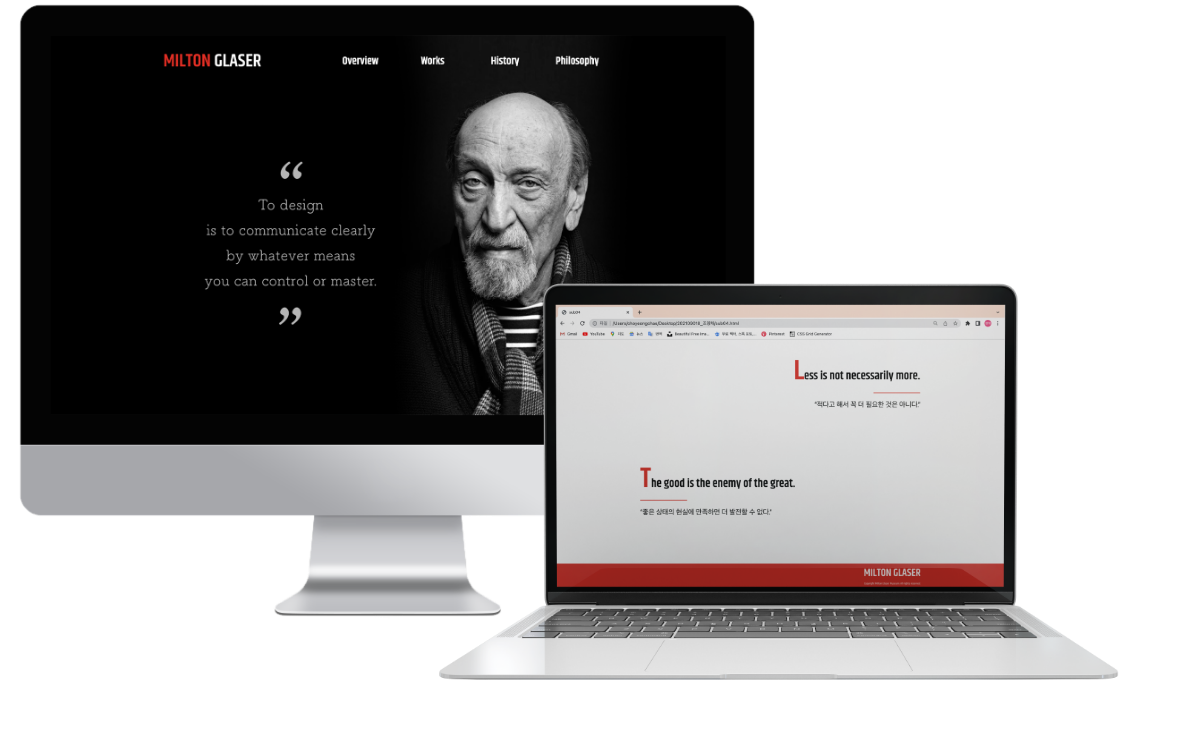 MILTON GLASER
Overview Works History Philosophy
“
To design
is to communicate clearly
by whatever means
you can control or master.
”
sub04
Gmail YouTube 지도 번역 Beautiful Free Ima... Pinterest CSS Grid Generator
Less is not necessarily more.
"적다고 해서 꼭 더 필요한 것은 아니다."
The good is the enemy of the great.
"좋은 상태의 현실에 만족하면 더 발전할 수 없다."
MILTON GLASER